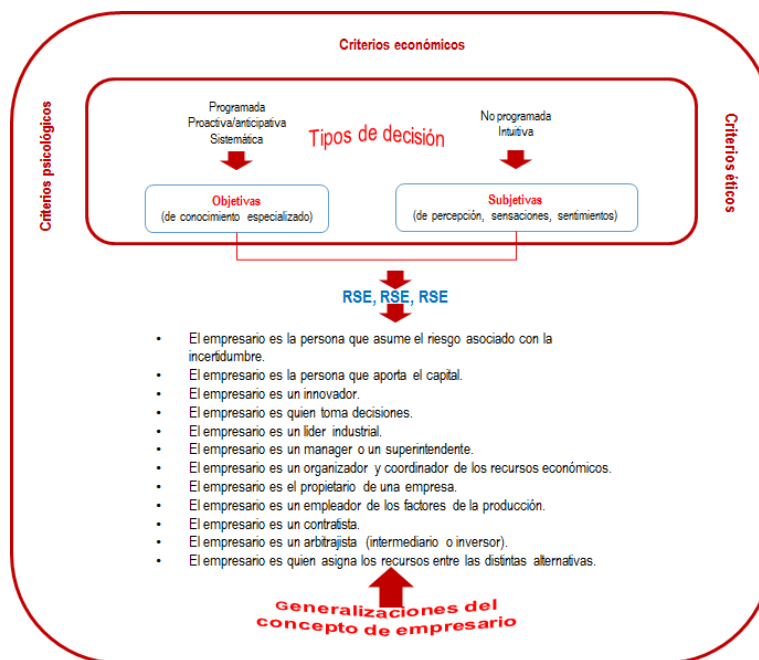 Criterios económicos
Criterios psicológicos
Criterios éticos
Programada
Proactiva/anticipativa
Sistemática
Tipos de decisión
No programada
Intuitiva
Objetivas
(de conocimiento especializado)
Subjetivas
(de percepción, sensaciones, sentimientos)
RSE, RSE, RSE
• El empresario es la persona que asume el riesgo asociado con la
incertidumbre.
• El empresario es la persona que aporta el capital.
• El empresario es un innovador.
• El empresario es quien toma decisiones.
• El empresario es un líder industrial.
• El empresario es un manager o un superintendente.
• El empresario es un organizador y coordinador de los recursos económicos.
• El empresario es el propietario de una empresa.
• El empresario es un empleador de los factores de la producción.
• El empresario es un contratista.
• El empresario es un arbitrajista (intermediario o inversor).
• El empresario es quien asigna los recursos entre las distintas alternativas.
Generalizaciones del
concepto de empresario